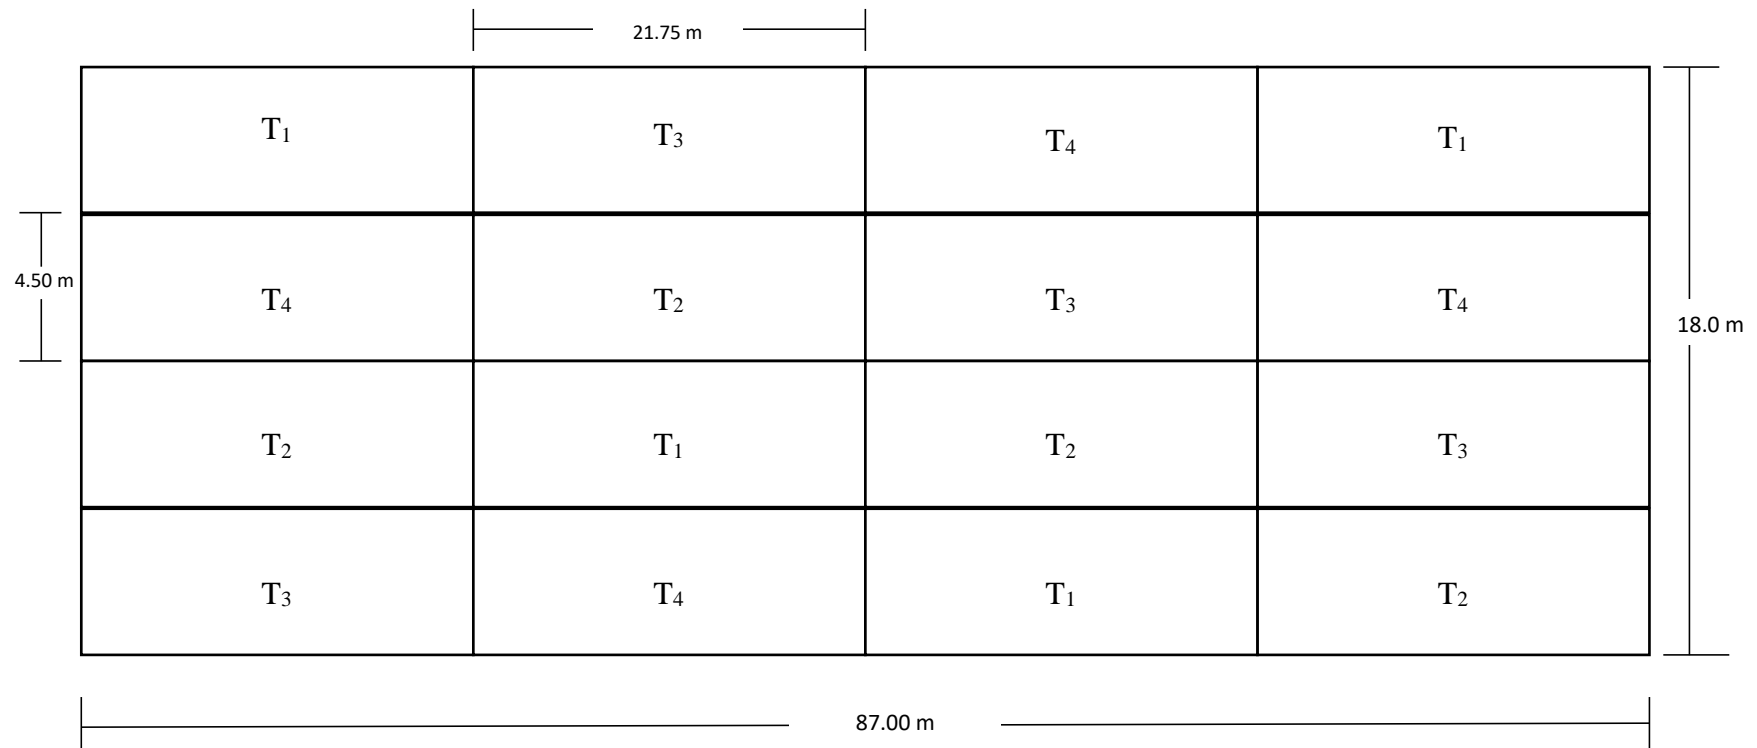 21.75 m
T₁ T₃ T₄ T₁
4.50 m
T₄ T₂ T₃ T₄
18.0 m
T₂ T₁ T₂ T₃
T₃ T₄ T₁ T₂
87.00 m